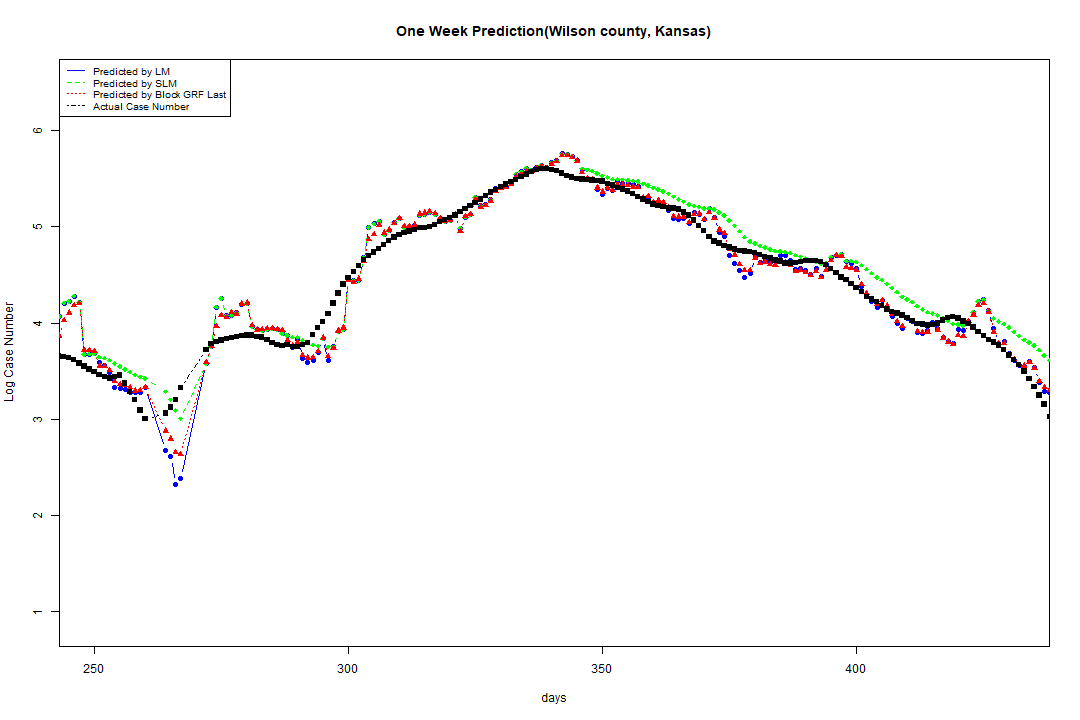 One Week Prediction(Wilson county, Kansas)
Predicted by LM
Predicted by SLM
Predicted by Block GRF Last
Actual Case Number
6
5
4
3
2
1
Log Case Number
250 300 350 400
days